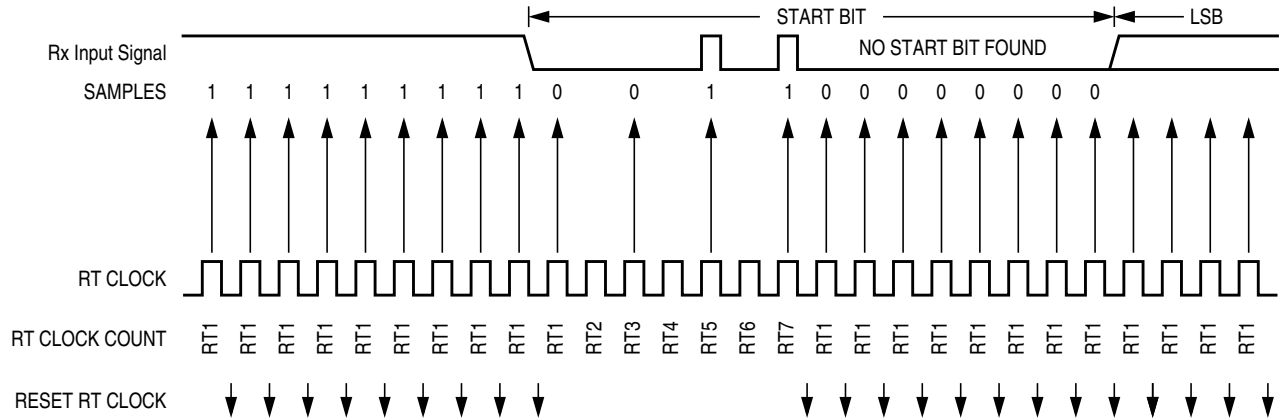 START BIT LSB
Rx Input Signal NO START BIT FOUND
SAMPLES 1 1 1 1 1 1 1 1 1 0 0 1 1 0 0 0 0 0 0 0 0
RT CLOCK
RT CLOCK COUNT RT1 RT1 RT1 RT1 RT1 RT1 RT1 RT1 RT1 RT1 RT2 RT3 RT4 RT5 RT6 RT7 RT1 RT1 RT1 RT1 RT1 RT1 RT1 RT1 RT1 RT1 RT1 RT1
RESET RT CLOCK